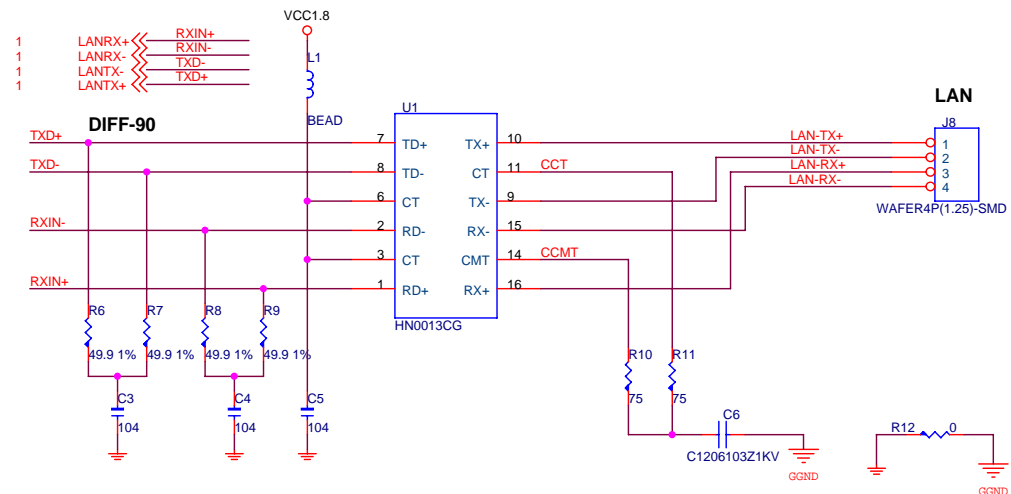 VCC1.8
1 LANRX+ RXIN+
1 LANRX- RXIN-
1 LANTX- TXD-
1 LANTX+ TXD+
L1
BEAD
DIFF-90
LAN
U1
J8
TXD+ 7 TD+ TX+ 10 LAN-TX+ 1
TXD- 8 TD- CT 11 CCT LAN-TX- 2
6 CT TX- 9 LAN-RX+ 3
RXIN- 2 RD- RX- 15 LAN-RX- 4
WAFER4P(1.25)-SMD
3 CT CMT 14 CCMT
RXIN+ 1 RD+ RX+ 16
HN0013CG
R6 R7 R8 R9
49.9 1% 49.9 1% 49.9 1% 49.9 1%
R10 R11
75 75
C3 C4 C5
104 104 104
C6
C1206103Z1KV
GGND
R12 0
GGND